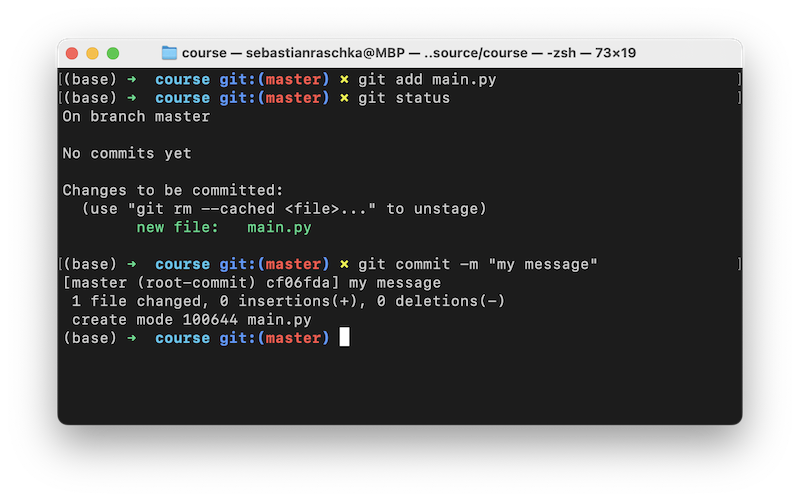 course — sebastianraschka@MBP — ..source/course — -zsh — 73×19
[(base) ➜  course git:(master) ✗ git add main.py ]
[(base) ➜  course git:(master) ✗ git status ]
On branch master
No commits yet
Changes to be committed:
  (use "git rm --cached <file>..." to unstage)
        new file:   main.py
[(base) ➜  course git:(master) ✗ git commit -m "my message" ]
[master (root-commit) cf06fda] my message
 1 file changed, 0 insertions(+), 0 deletions(-)
 create mode 100644 main.py
(base) ➜  course git:(master)